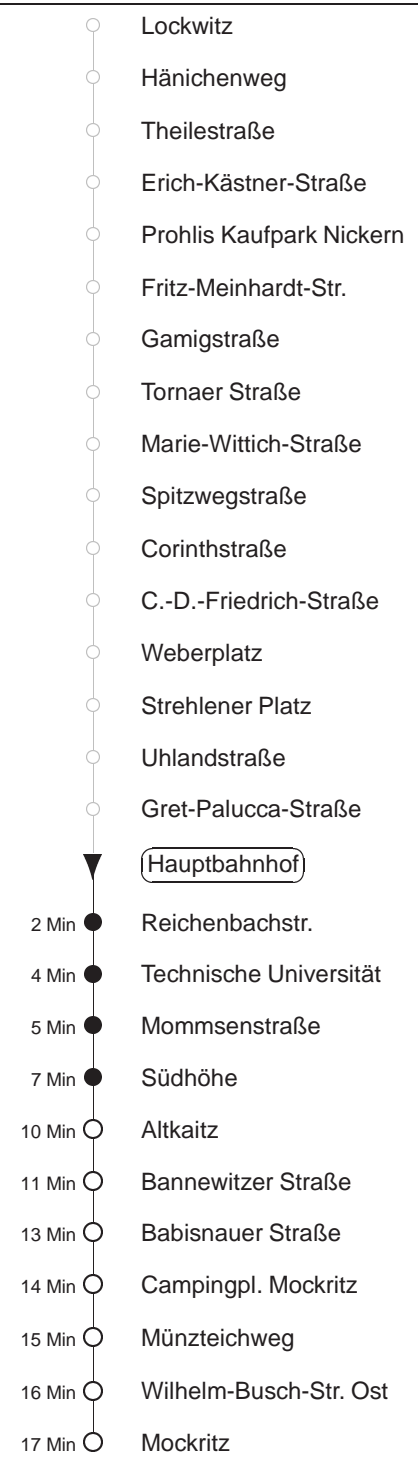 Lockwitz
Hänichenweg
Theilestraße
Erich-Kästner-Straße
Prohlis Kaufpark Nickern
Fritz-Meinhardt-Str.
Gamigstraße
Tornaer Straße
Marie-Wittich-Straße
Spitzwegstraße
Corinthstraße
C.-D.-Friedrich-Straße
Weberplatz
Strehlener Platz
Uhlandstraße
Gret-Palucca-Straße
Hauptbahnhof
2 Min Reichenbachstr.
4 Min Technische Universität
5 Min Mommsenstraße
7 Min Südhöhe
10 Min Altkaitz
11 Min Bannewitzer Straße
13 Min Babisnauer Straße
14 Min Campingpl. Mockritz
15 Min Münzteichweg
16 Min Wilhelm-Busch-Str. Ost
17 Min Mockritz